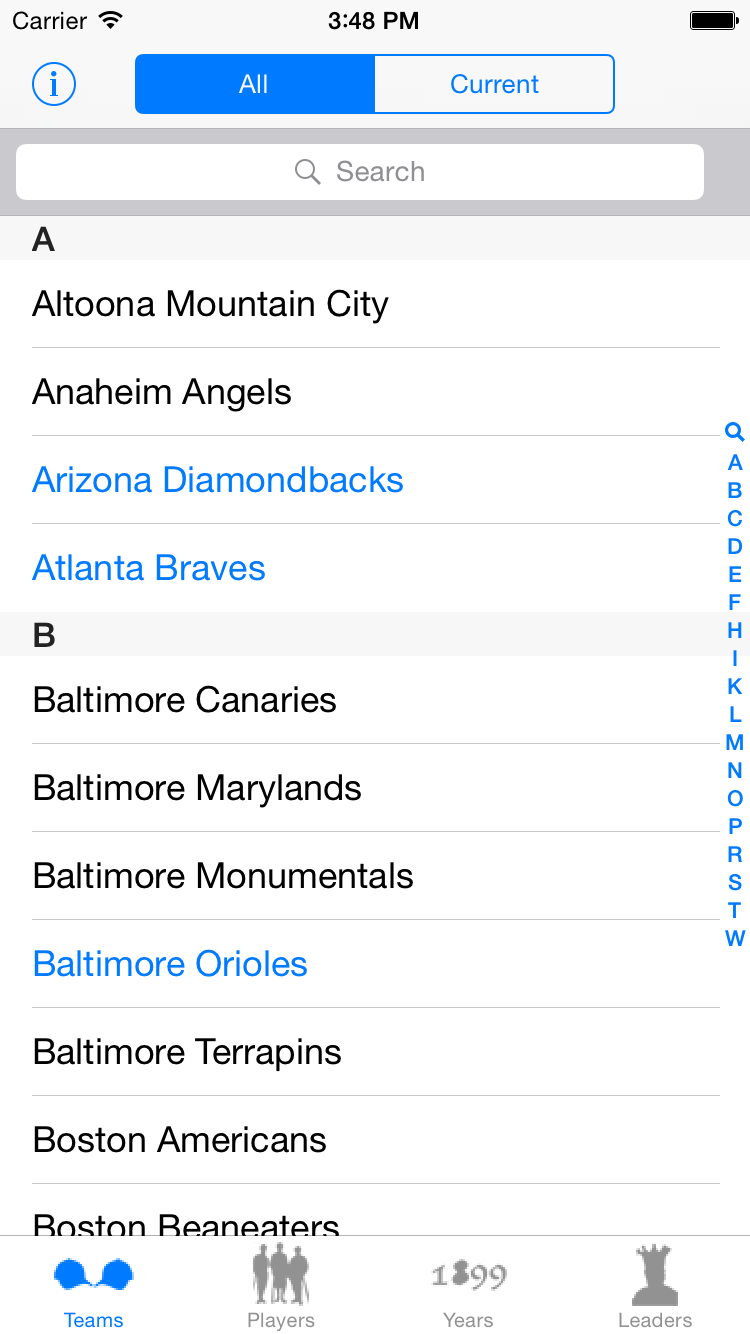 Carrier 3:48 PM
i All Current
Search
A
Altoona Mountain City
Anaheim Angels
Arizona Diamondbacks
Atlanta Braves
B
Baltimore Canaries
Baltimore Marylands
Baltimore Monumentals
Baltimore Orioles
Baltimore Terrapins
Boston Americans
Boston Beaneaters
A
B
C
D
E
F
H
I
K
L
M
N
O
P
R
S
T
W
1899
Teams Players Years Leaders